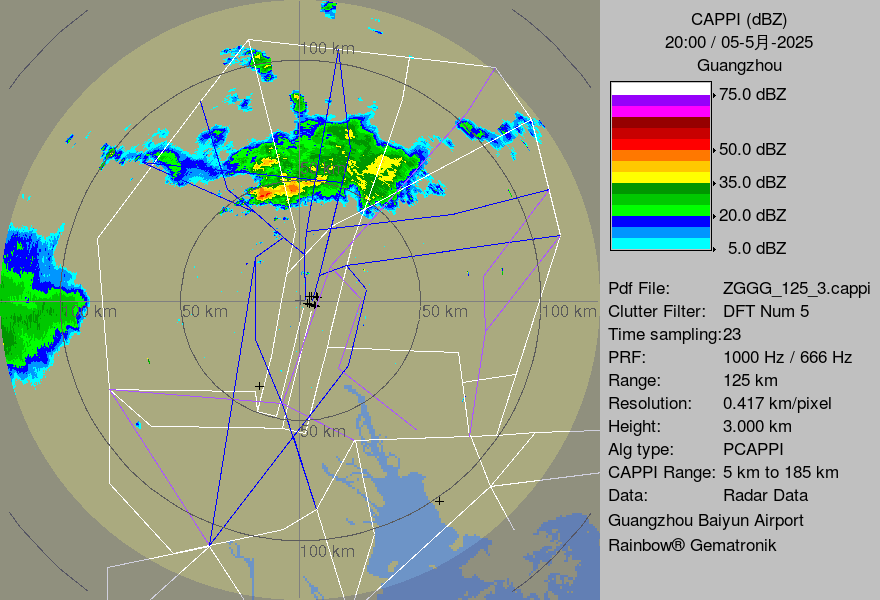 CAPPI (dBZ)
20:00 / 05-5月-2025
Guangzhou
75.0 dBZ
50.0 dBZ
35.0 dBZ
20.0 dBZ
5.0 dBZ
Pdf File: ZGGG_125_3.cappi
Clutter Filter: DFT Num 5
Time sampling:23
PRF: 1000 Hz / 666 Hz
Range: 125 km
Resolution: 0.417 km/pixel
Height: 3.000 km
Alg type: PCAPPI
CAPPI Range: 5 km to 185 km
Data: Radar Data
Guangzhou Baiyun Airport
Rainbow® Gematronik
100 km
100 km
50 km
50 km
100 km
50 km
100 km